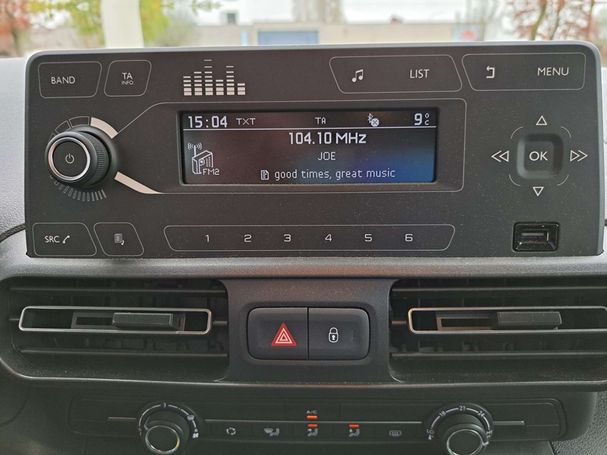 BAND
TA
INFO
LIST
MENU
15:04 TXT TA 9°C
104.10 MHz
JOE
FM2
good times, great music
OK
SRC
1 2 3 4 5 6
A/C